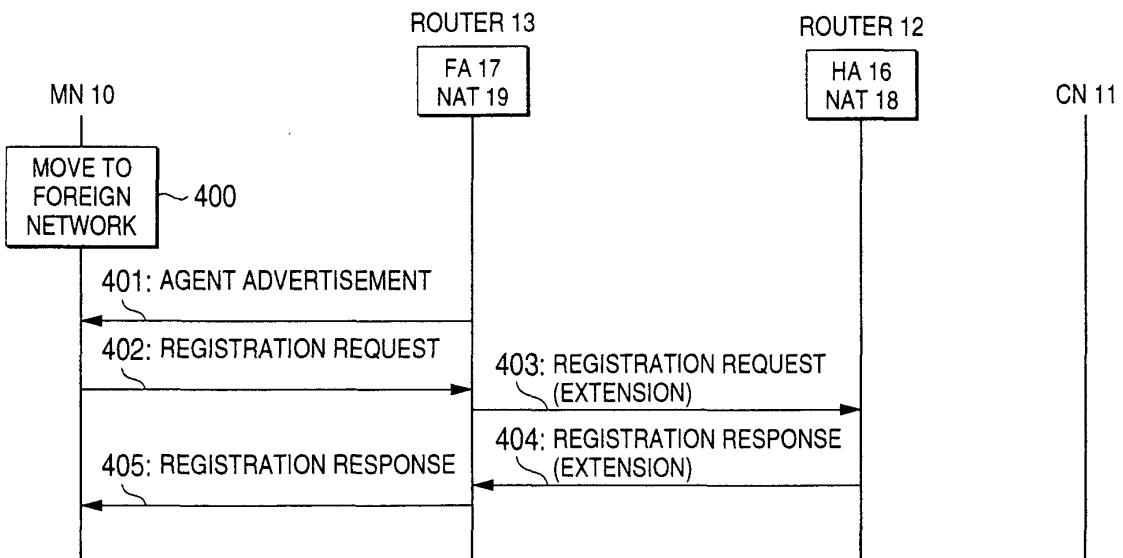 ROUTER 13
ROUTER 12
FA 17
NAT 19
HA 16
NAT 18
MN 10
CN 11
MOVE TO
FOREIGN
NETWORK
400
401: AGENT ADVERTISEMENT
402: REGISTRATION REQUEST
403: REGISTRATION REQUEST
(EXTENSION)
404: REGISTRATION RESPONSE
(EXTENSION)
405: REGISTRATION RESPONSE